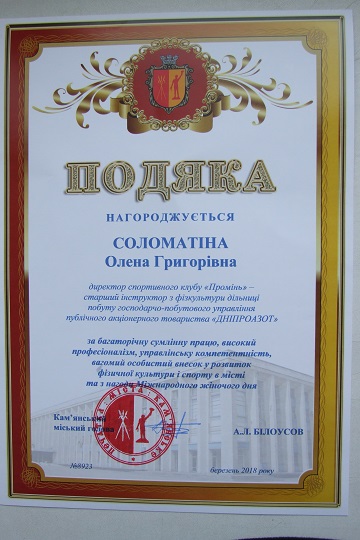 ПОДЯКА
НАГОРОДЖУЄТЬСЯ
СОЛОМАТІНА
Олена Григорівна
директор спортивного клубу «Промінь» –
старший інструктор з фізкультури дільниці
побуту господарчо-побутового управління
публічного акціонерного товариства «ДНІПРОАЗОТ»
за багаторічну сумлінну працю, високий
професіоналізм, управлінську компетентність,
вагомий особистий внесок у розвиток
фізичної культури і спорту в місті
та з нагоди Міжнародного жіночого дня
Кам'янський
міський голова
А.Л. БІЛОУСОВ
№8923
березень 2018 року